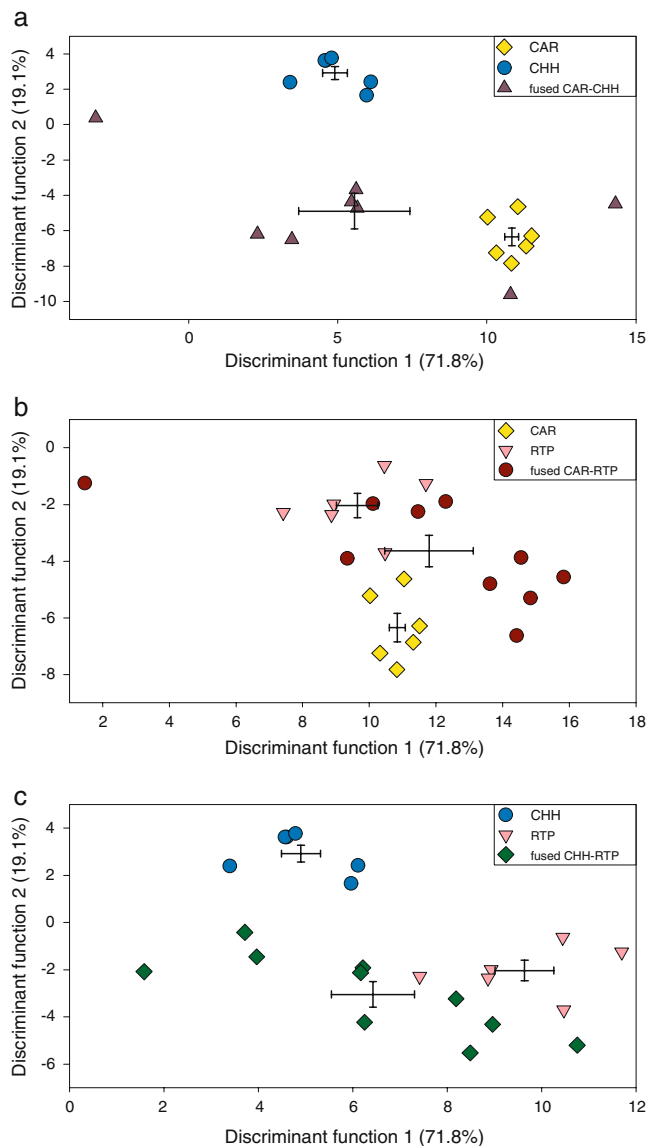 a
4
2
0
-2
-4
-6
-8
-10
Discriminant function 2 (19.1%)
CAR
CHH
fused CAR-CHH
0 5 10 15
Discriminant function 1 (71.8%)
b
0
-2
-4
-6
-8
Discriminant function 2 (19.1%)
CAR
RTP
fused CAR-RTP
2 4 6 8 10 12 14 16 18
Discriminant function 1 (71.8%)
c
4
2
0
-2
-4
-6
Discriminant function 2 (19.1%)
CHH
RTP
fused CHH-RTP
0 2 4 6 8 10 12
Discriminant function 1 (71.8%)